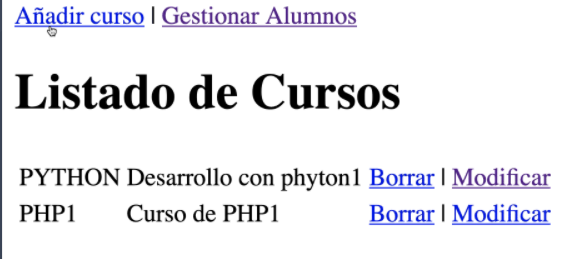 Añadir curso | Gestionar Alumnos
Listado de Cursos
PYTHON Desarrollo con phyton1 Borrar | Modificar
PHP1 Curso de PHP1 Borrar | Modificar